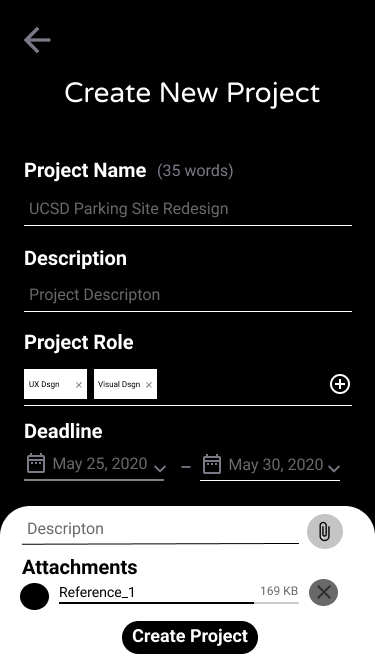 Create New Project
Project Name (35 words)
UCSD Parking Site Redesign
Description
Project Descripton
Project Role
UX Dsgn × Visual Dsgn ×
Deadline
May 25, 2020 – May 30, 2020
Descripton
Attachments
Reference_1 169 KB
Create Project